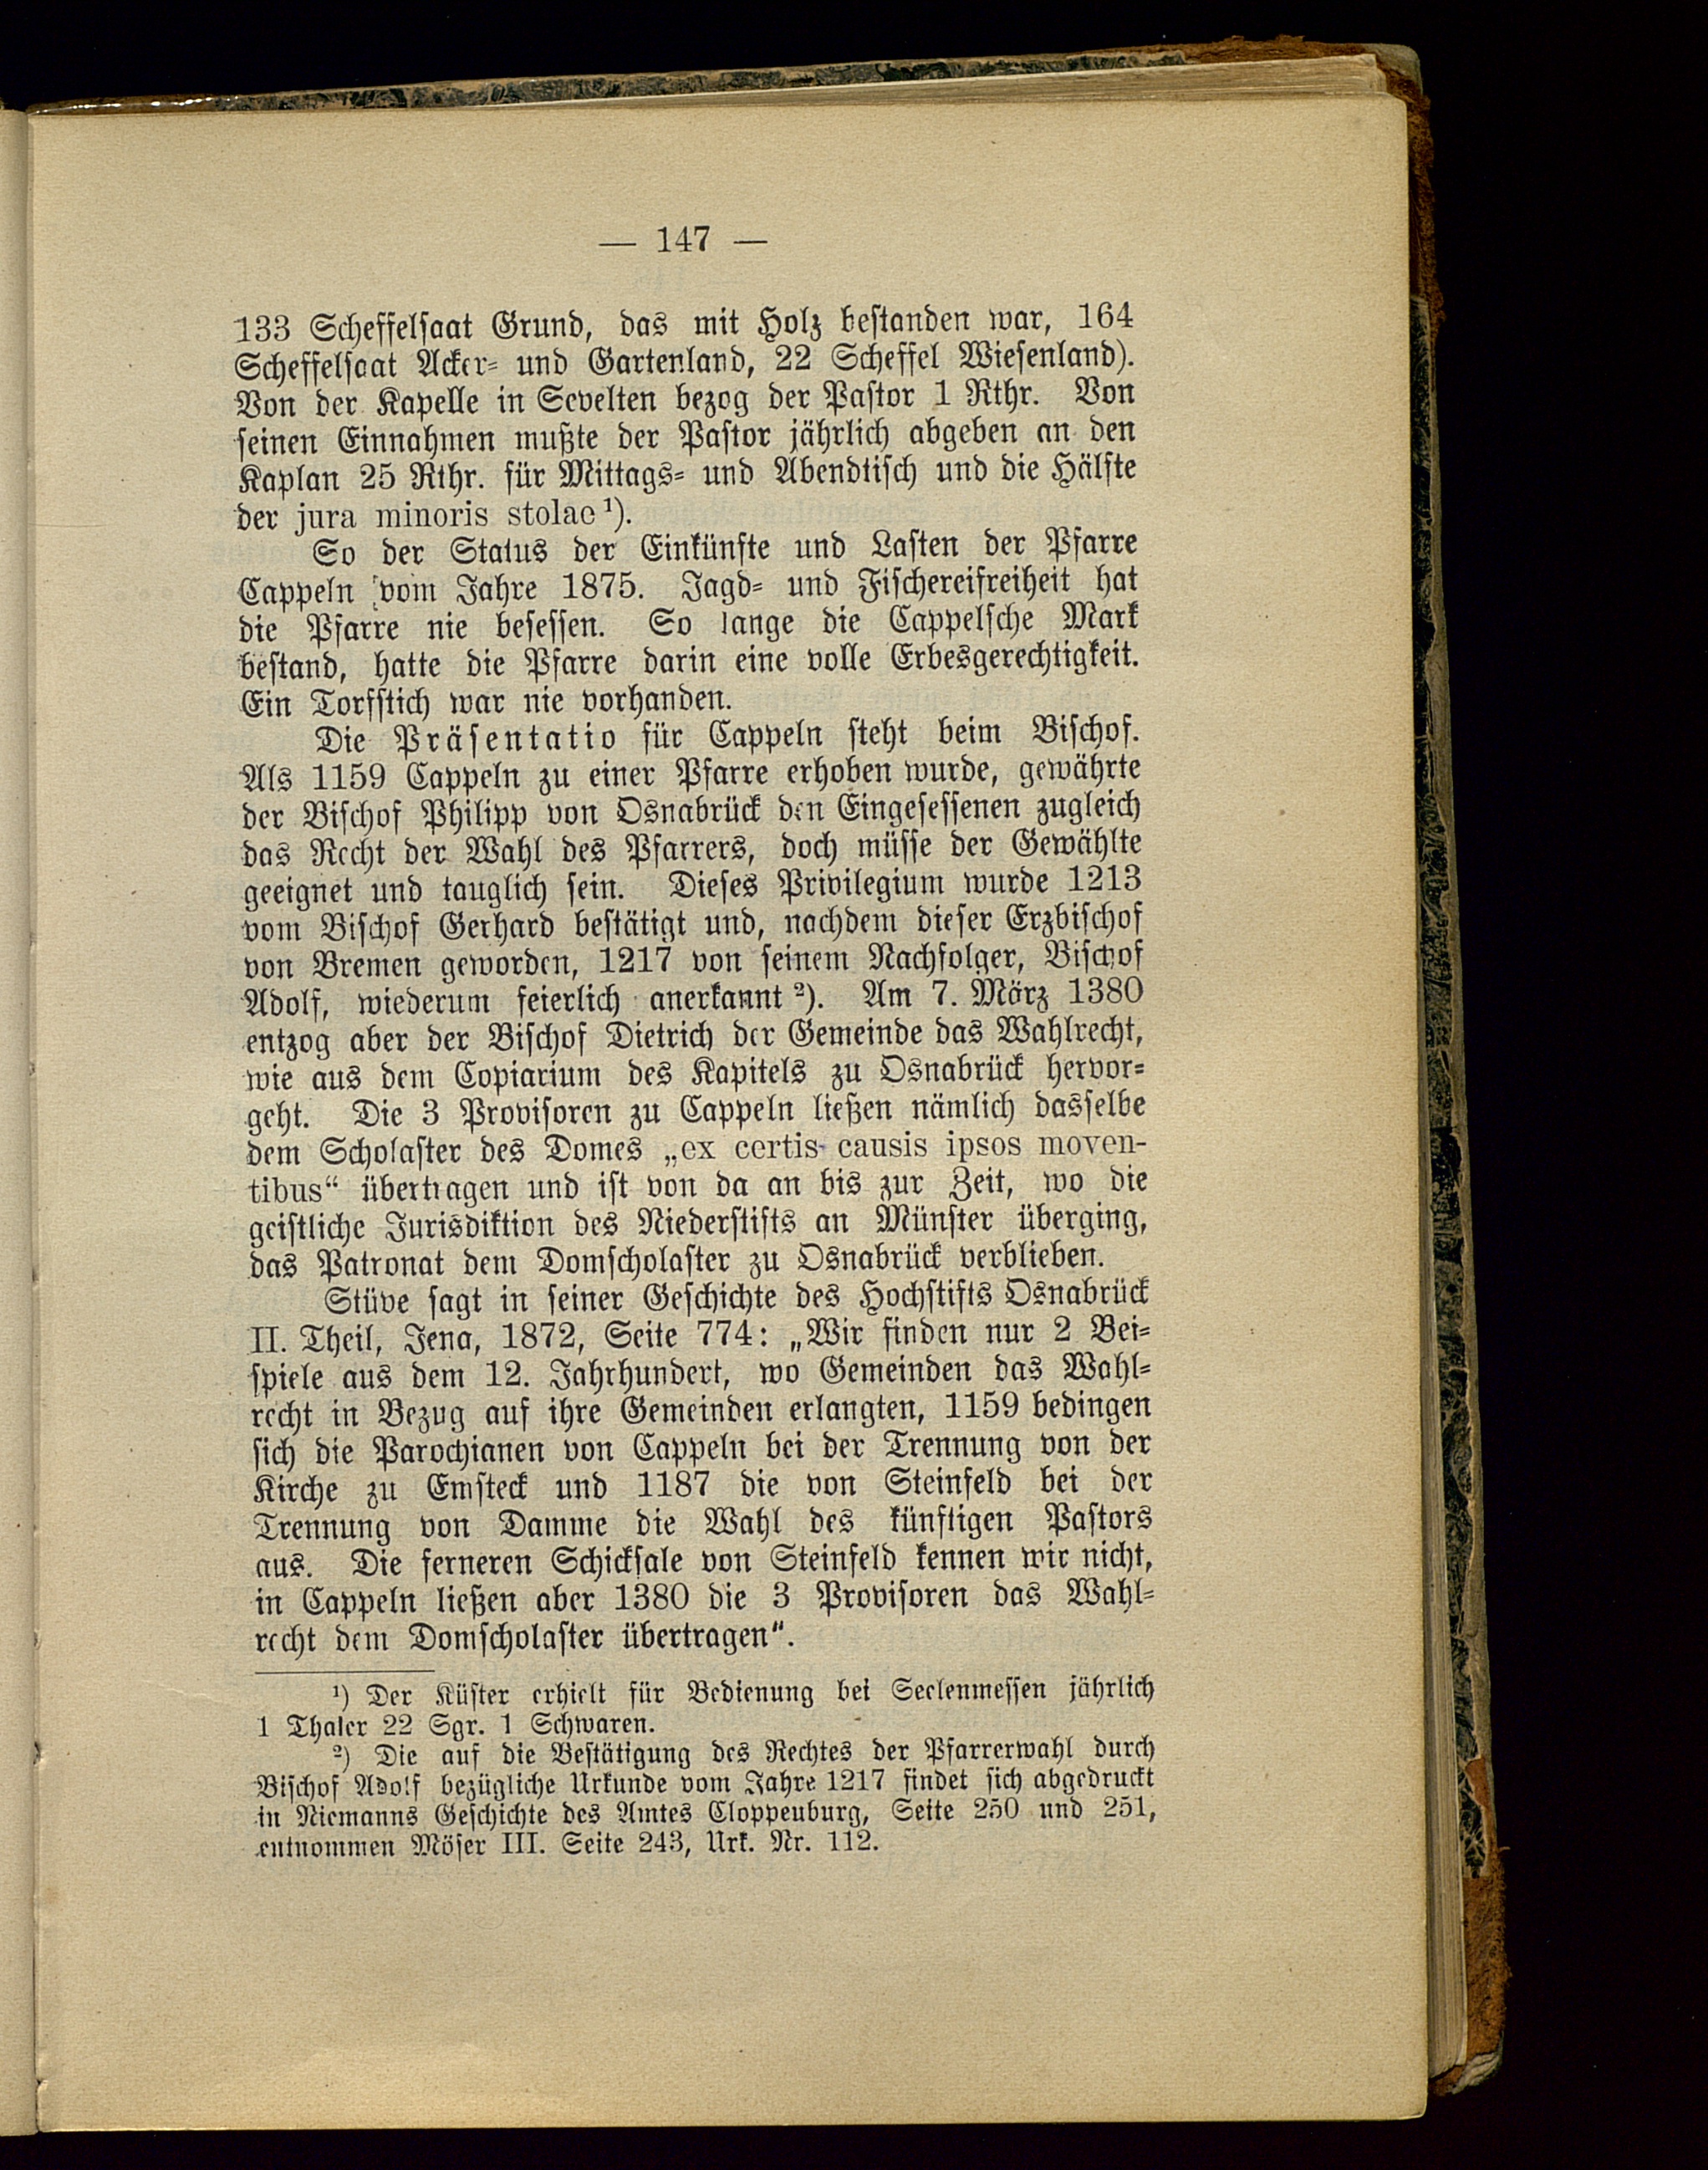 — 147 —
133 Scheffelsaat Grund, das mit Holz bestanden war, 164
Scheffelsaat Acker- und Gartenland, 22 Scheffel Wiesenland).
Von der Kapelle in Sevelten bezog der Pastor 1 Rthr. Von
seinen Einnahmen mußte der Pastor jährlich abgeben an den
Kaplan 25 Rthr. für Mittags- und Abendtisch und die Hälfte
der jura minoris stolae ¹).
So der Status der Einkünfte und Lasten der Pfarre
Cappeln vom Jahre 1875. Jagd- und Fischereifreiheit hat
die Pfarre nie besessen. So lange die Cappelsche Mark
bestand, hatte die Pfarre darin eine volle Erbesgerechtigkeit.
Ein Torfstich war nie vorhanden.
Die Präsentatio für Cappeln steht beim Bischof.
Als 1159 Cappeln zu einer Pfarre erhoben wurde, gewährte
der Bischof Philipp von Osnabrück den Eingesessenen zugleich
das Recht der Wahl des Pfarrers, doch müsse der Gewählte
geeignet und tauglich sein. Dieses Privilegium wurde 1213
vom Bischof Gerhard bestätigt und, nachdem dieser Erzbischof
von Bremen geworden, 1217 von seinem Nachfolger, Bischof
Adolf, wiederum feierlich anerkannt ²). Am 7. März 1380
entzog aber der Bischof Dietrich der Gemeinde das Wahlrecht,
wie aus dem Copiarium des Kapitels zu Osnabrück hervor-
geht. Die 3 Provisoren zu Cappeln ließen nämlich dasselbe
dem Scholaster des Domes „ex certis causis ipsos moven-
tibus“ übertragen und ist von da an bis zur Zeit, wo die
geistliche Jurisdiktion des Niederstifts an Münster überging,
das Patronat dem Domscholaster zu Osnabrück verblieben.
Stüve sagt in seiner Geschichte des Hochstifts Osnabrück
II. Theil, Jena, 1872, Seite 774: „Wir finden nur 2 Bei-
spiele aus dem 12. Jahrhundert, wo Gemeinden das Wahl-
recht in Bezug auf ihre Gemeinden erlangten, 1159 bedingen
sich die Parochianen von Cappeln bei der Trennung von der
Kirche zu Emsteck und 1187 die von Steinfeld bei der
Trennung von Damme die Wahl des künftigen Pastors
aus. Die ferneren Schicksale von Steinfeld kennen wir nicht,
in Cappeln ließen aber 1380 die 3 Provisoren das Wahl-
recht dem Domscholaster übertragen“.
¹) Der Küster erhielt für Bedienung bei Seelenmessen jährlich
1 Thaler 22 Sgr. 1 Schwaren.
²) Die auf die Bestätigung des Rechtes der Pfarrerwahl durch
Bischof Adolf bezügliche Urkunde vom Jahre 1217 findet sich abgedruckt
in Niemanns Geschichte des Amtes Cloppenburg, Seite 250 und 251,
entnommen Möser III. Seite 243, Urk. Nr. 112.